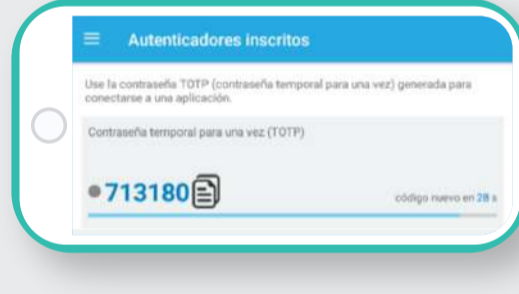 Autenticadores inscritos
Use la contraseña TOTP (contraseña temporal para una vez) generada para
conectarse a una aplicación.
Contraseña temporal para una vez (TOTP)
713180
código nuevo en 28 s